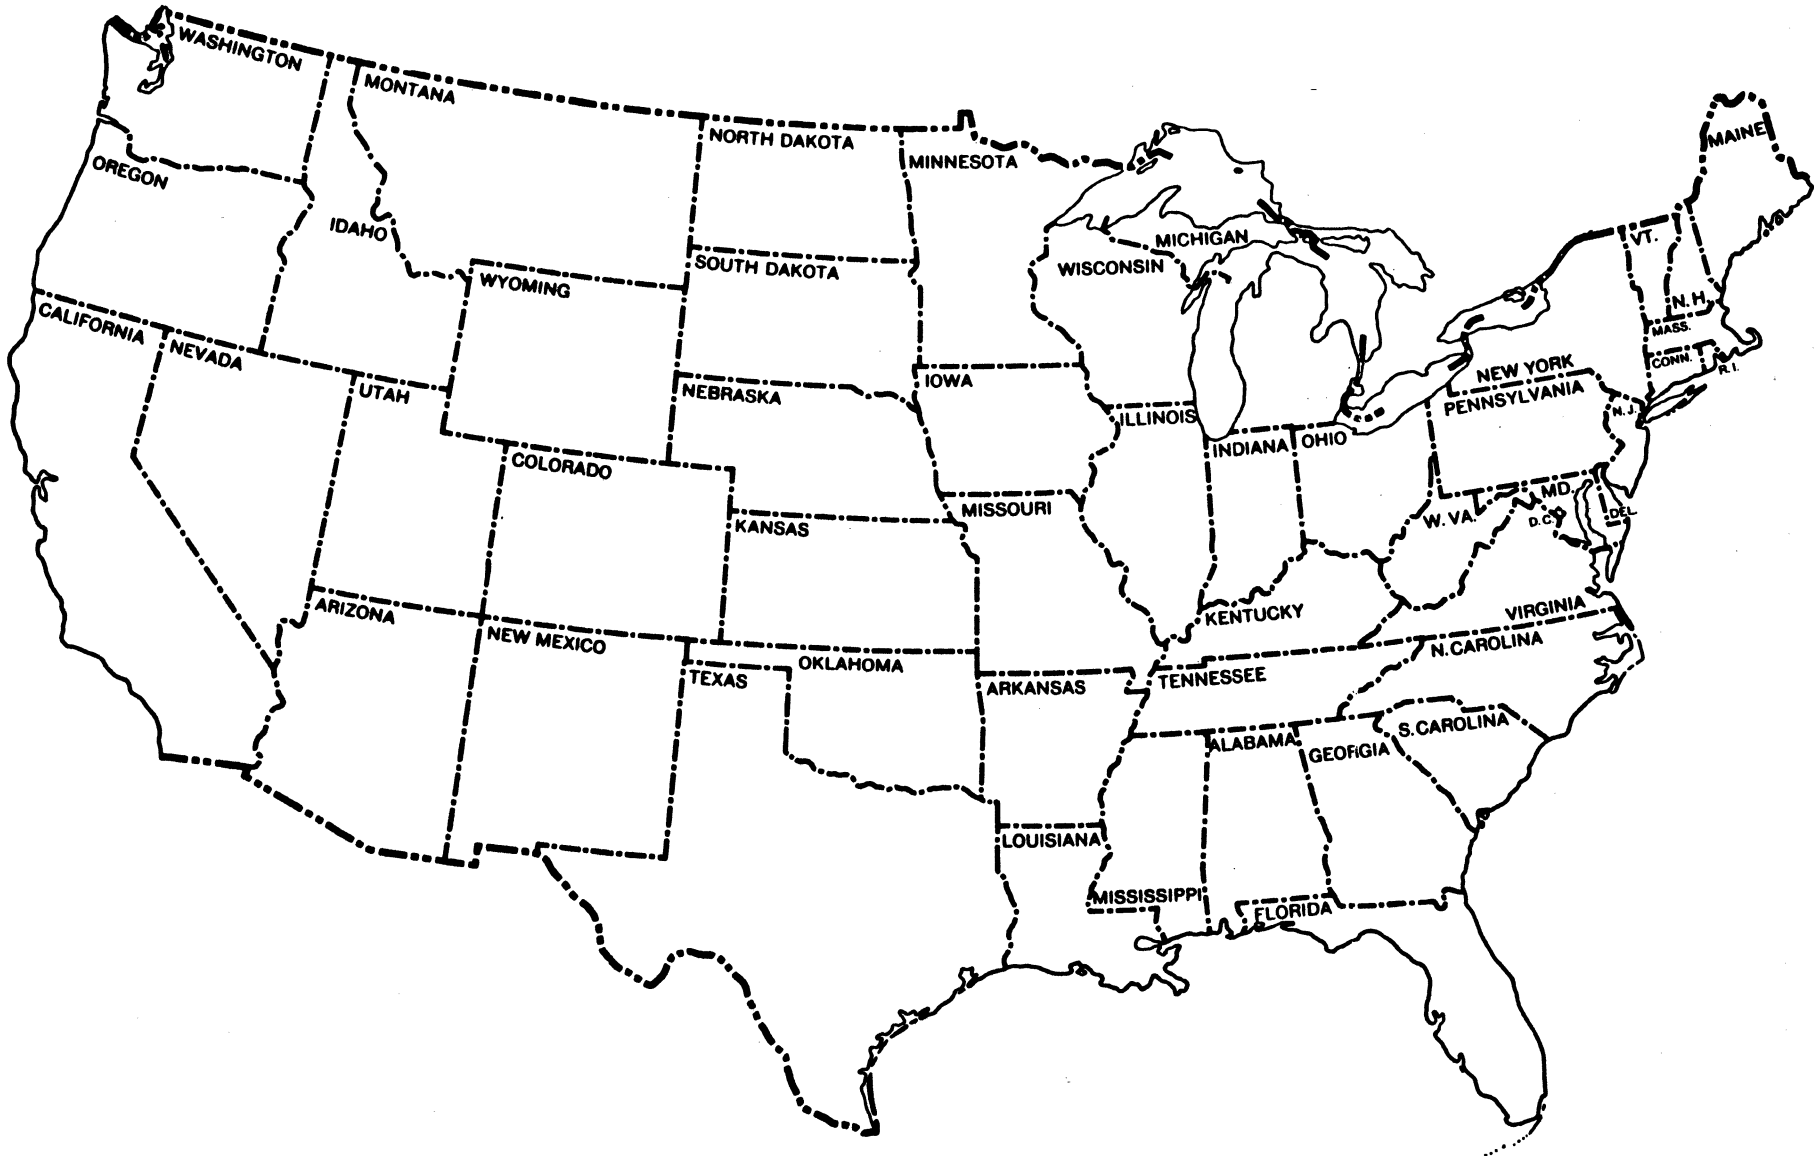 WASHINGTON
MONTANA
NORTH DAKOTA
MINNESOTA
MAINE
OREGON
IDAHO
VT.
MICHIGAN
WISCONSIN
SOUTH DAKOTA
WYOMING
N.H.
CALIFORNIA
NEVADA
MASS.
CONN.
R.I.
NEW YORK
UTAH
NEBRASKA
IOWA
PENNSYLVANIA
N.J.
ILLINOIS
INDIANA
OHIO
COLORADO
MD.
KANSAS
MISSOURI
W. VA.
D.C.
DEL.
ARIZONA
NEW MEXICO
KENTUCKY
VIRGINIA
N. CAROLINA
OKLAHOMA
TEXAS
ARKANSAS
TENNESSEE
S. CAROLINA
ALABAMA
GEORGIA
LOUISIANA
MISSISSIPPI
FLORIDA